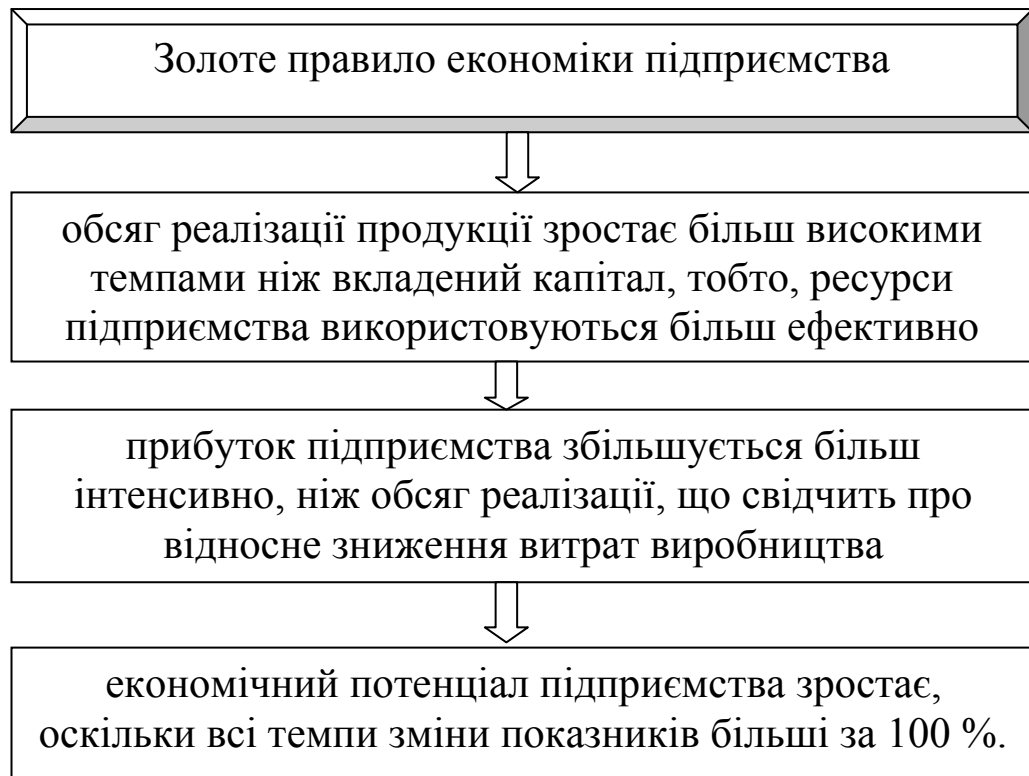 Золоте правило економіки підприємства
обсяг реалізації продукції зростає більш високими
темпами ніж вкладений капітал, тобто, ресурси
підприємства використовуються більш ефективно
прибуток підприємства збільшується більш
інтенсивно, ніж обсяг реалізації, що свідчить про
відносне зниження витрат виробництва
економічний потенціал підприємства зростає,
оскільки всі темпи зміни показників більші за 100 %.